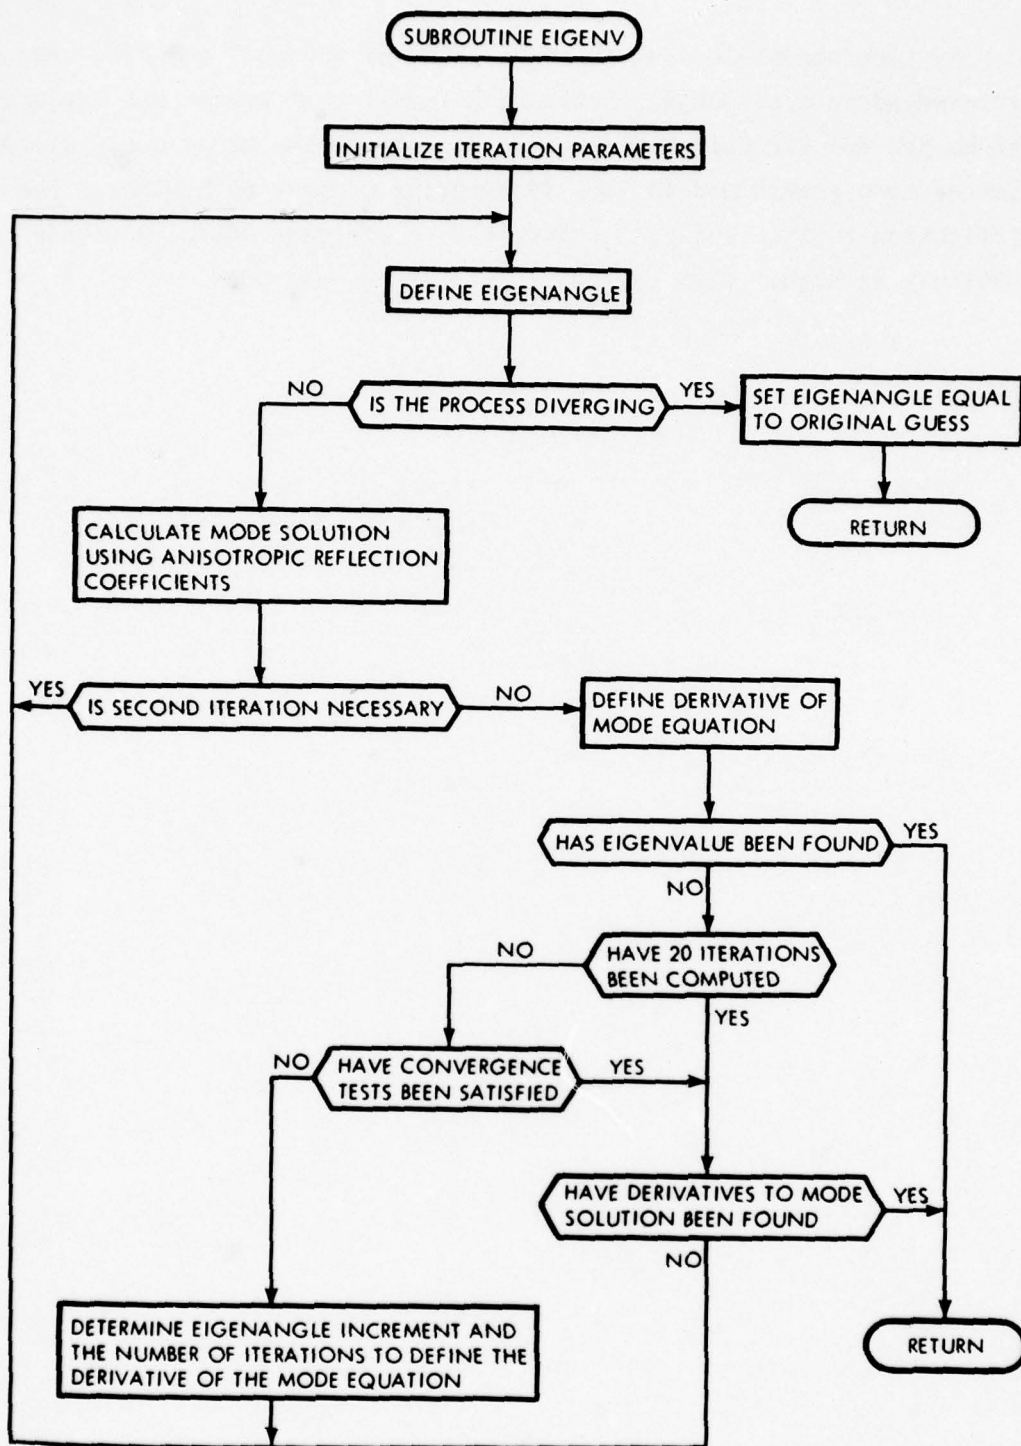 SUBROUTINE EIGENV
INITIALIZE ITERATION PARAMETERS
DEFINE EIGENANGLE
NO
IS THE PROCESS DIVERGING
YES
SET EIGENANGLE EQUAL
TO ORIGINAL GUESS
RETURN
CALCULATE MODE SOLUTION
USING ANISOTROPIC REFLECTION
COEFFICIENTS
YES
IS SECOND ITERATION NECESSARY
NO
DEFINE DERIVATIVE OF
MODE EQUATION
HAS EIGENVALUE BEEN FOUND
YES
NO
NO
HAVE 20 ITERATIONS
BEEN COMPUTED
YES
NO
HAVE CONVERGENCE
TESTS BEEN SATISFIED
YES
HAVE DERIVATIVES TO MODE
SOLUTION BEEN FOUND
YES
NO
DETERMINE EIGENANGLE INCREMENT AND
THE NUMBER OF ITERATIONS TO DEFINE THE
DERIVATIVE OF THE MODE EQUATION
RETURN